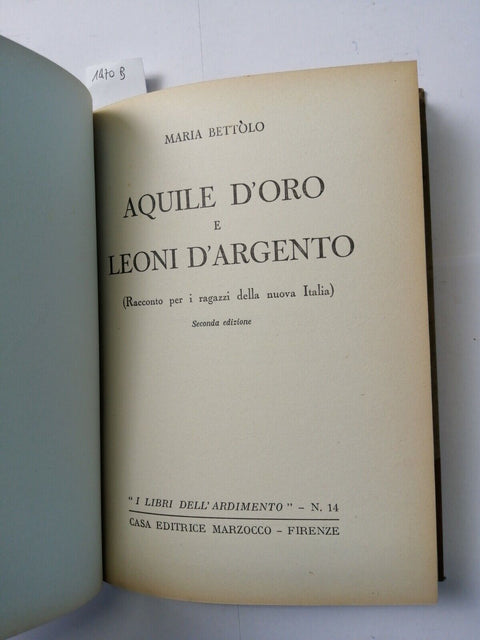 1470 B
MARIA BETTÒLO
AQUILE D'ORO
E
LEONI D'ARGENTO
(Racconto per i ragazzi della nuova Italia)
Seconda edizione
"I LIBRI DELL'ARDIMENTO" - N. 14
CASA EDITRICE MARZOCCO - FIRENZE